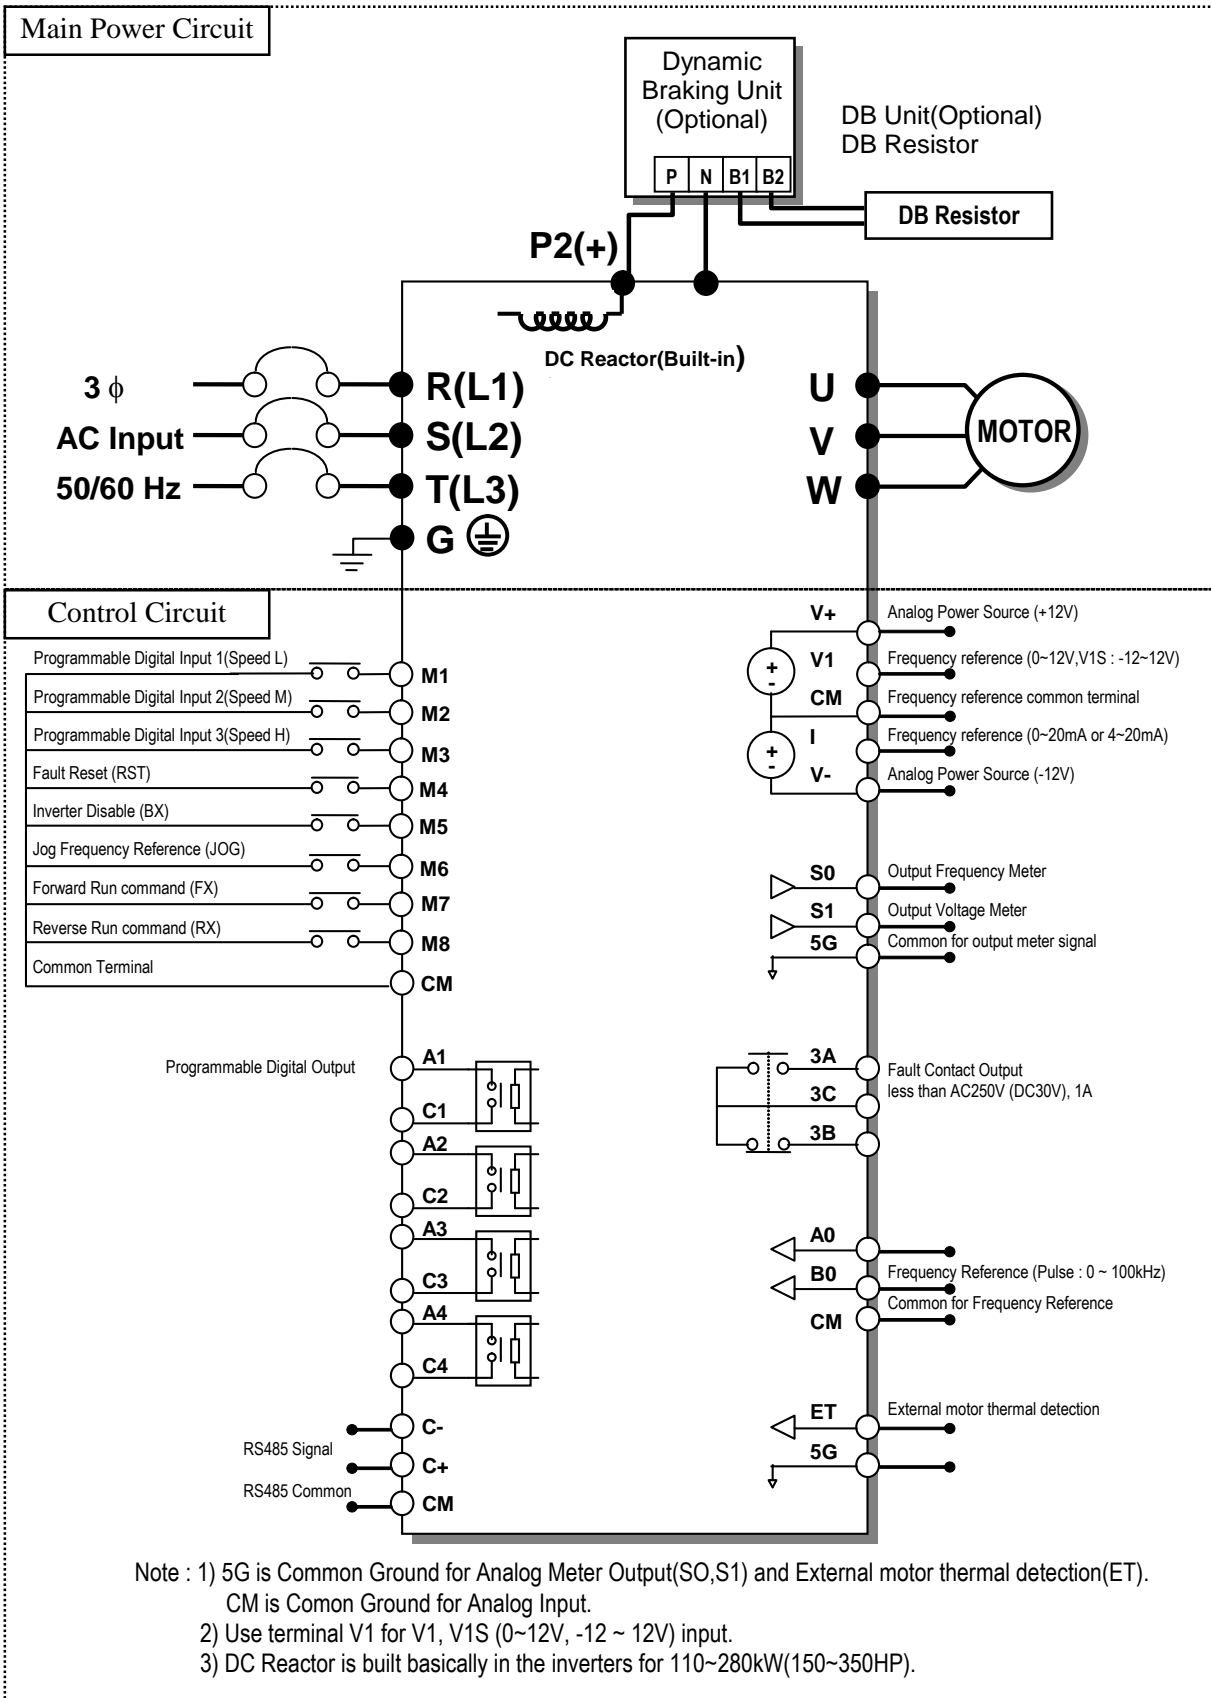 Main Power Circuit
Dynamic
Braking Unit
(Optional)
DB Unit(Optional)
DB Resistor
P N B1 B2
DB Resistor
P2(+)
DC Reactor(Built-in)
3 ϕ
R(L1)
U
AC Input
S(L2)
V
MOTOR
50/60 Hz
T(L3)
W
G
Control Circuit
Programmable Digital Input 1(Speed L)
M1
Programmable Digital Input 2(Speed M)
M2
Programmable Digital Input 3(Speed H)
M3
Fault Reset (RST)
M4
Inverter Disable (BX)
M5
Jog Frequency Reference (JOG)
M6
Forward Run command (FX)
M7
Reverse Run command (RX)
M8
Common Terminal
CM
V+
Analog Power Source (+12V)
+
-
V1
Frequency reference (0~12V,V1S : -12~12V)
CM
Frequency reference common terminal
+
-
I
Frequency reference (0~20mA or 4~20mA)
V-
Analog Power Source (-12V)
S0
Output Frequency Meter
S1
Output Voltage Meter
5G
Common for output meter signal
Programmable Digital Output
A1
C1
A2
C2
A3
C3
A4
C4
3A
Fault Contact Output
less than AC250V (DC30V), 1A
3C
3B
A0
B0
Frequency Reference (Pulse : 0 ~ 100kHz)
Common for Frequency Reference
CM
ET
External motor thermal detection
5G
C-
RS485 Signal
C+
RS485 Common
CM
Note : 1) 5G is Common Ground for Analog Meter Output(SO,S1) and External motor thermal detection(ET).
CM is Comon Ground for Analog Input.
2) Use terminal V1 for V1, V1S (0~12V, -12 ~ 12V) input.
3) DC Reactor is built basically in the inverters for 110~280kW(150~350HP).